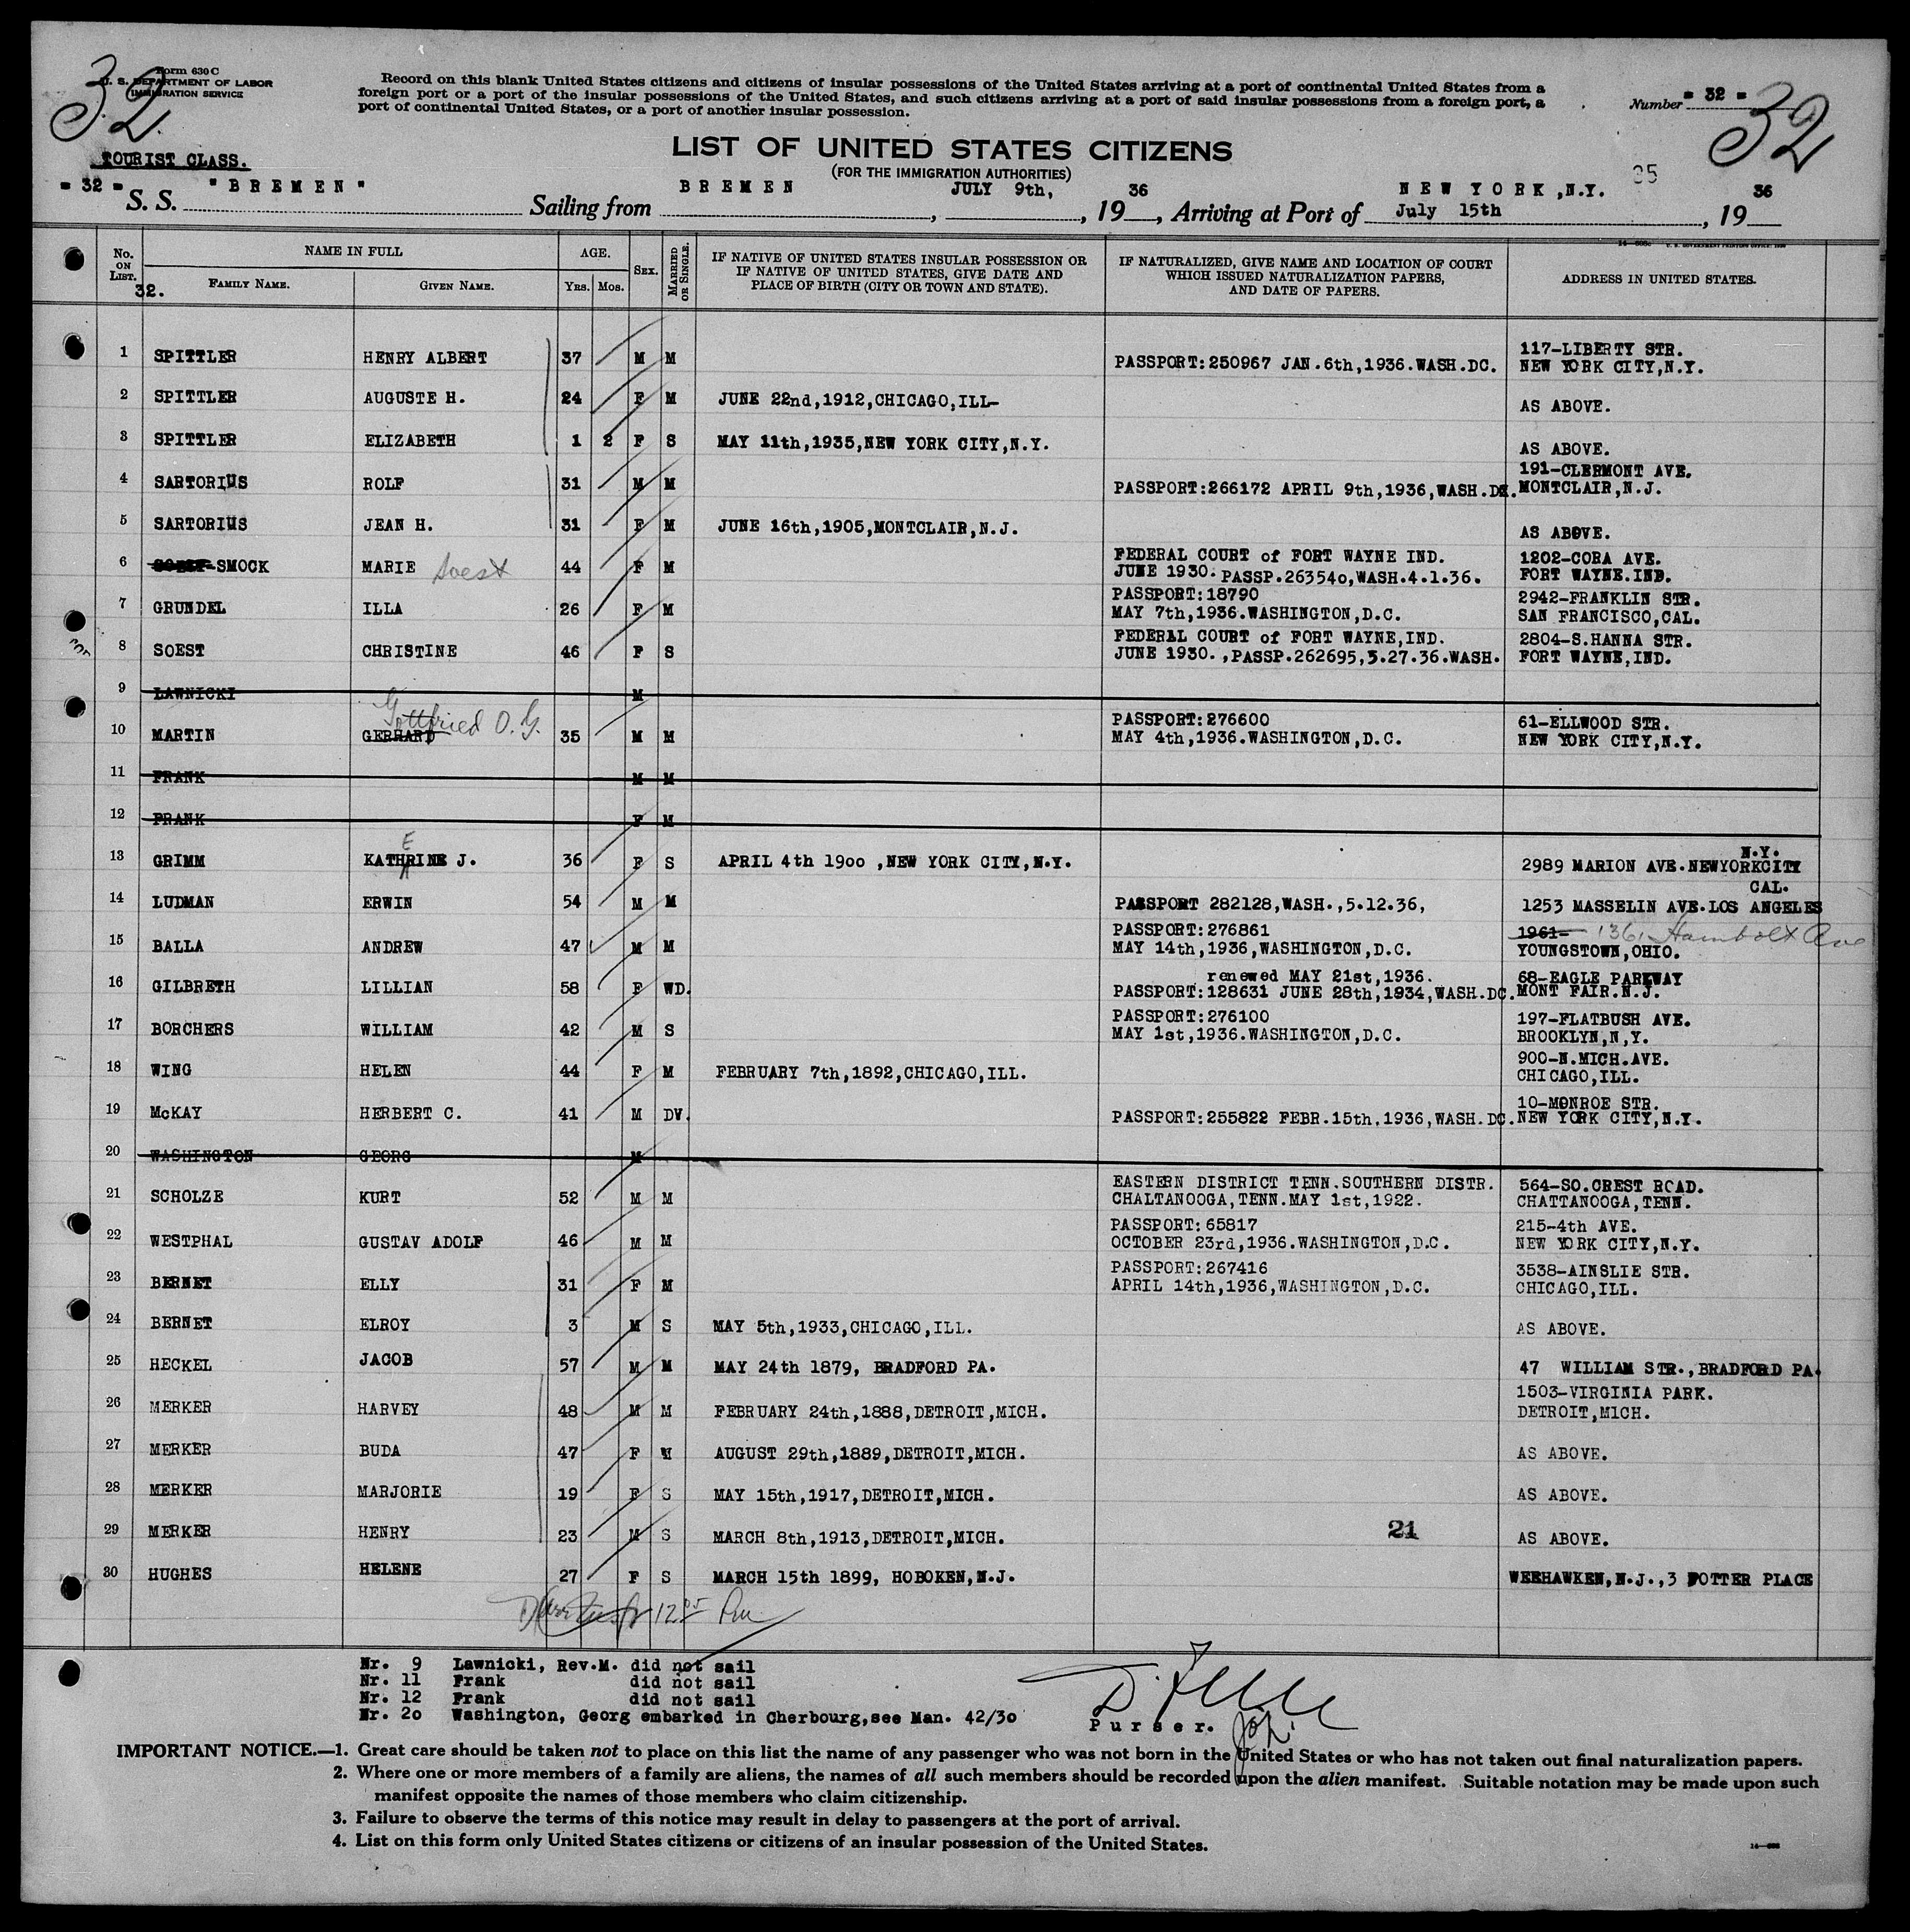 32
Form 630 C
U. S. DEPARTMENT OF LABOR
IMMIGRATION SERVICE
Record on this blank United States citizens and citizens of insular possessions of the United States arriving at a port of continental United States from a
foreign port or a port of the insular possessions of the United States, and such citizens arriving at a port of said insular possessions from a foreign port, a
port of continental United States, or a port of another insular possession.
Number = 32 =
32
TOURIST CLASS.
LIST OF UNITED STATES CITIZENS
(FOR THE IMMIGRATION AUTHORITIES)
= 32 = S. S. "BREMEN" Sailing from BREMEN, JULY 9th, 1936, Arriving at Port of NEW YORK,N.Y. July 15th, 1936
No. ON LIST. NAME IN FULL AGE. SEX. MARRIED OR SINGLE. IF NATIVE OF UNITED STATES INSULAR POSSESSION OR IF NATIVE OF UNITED STATES, GIVE DATE AND PLACE OF BIRTH (CITY OR TOWN AND STATE). IF NATURALIZED, GIVE NAME AND LOCATION OF COURT WHICH ISSUED NATURALIZATION PAPERS, AND DATE OF PAPERS. ADDRESS IN UNITED STATES.
32. FAMILY NAME. GIVEN NAME. YRS. MOS.
1 SPITTLER HENRY ALBERT 37 M M PASSPORT:250967 JAN.6th,1936.WASH.DC. 117-LIBERTY STR. NEW YORK CITY,N.Y.
2 SPITTLER AUGUSTE H. 24 F M JUNE 22nd,1912,CHICAGO,ILL- AS ABOVE.
3 SPITTLER ELIZABETH 1 2 F S MAY 11th,1935,NEW YORK CITY,N.Y. AS ABOVE.
4 SARTORIUS ROLF 31 M M PASSPORT:266172 APRIL 9th,1936,WASH.DC. 191-CLERMONT AVE. MONTCLAIR,N.J.
5 SARTORIUS JEAN H. 31 F M JUNE 16th,1905,MONTCLAIR,N.J. AS ABOVE.
6 SOEST-SMOCK MARIE Soest 44 F M FEDERAL COURT of FORT WAYNE IND. JUNE 1930. PASSP.263540,WASH.4.1.36. 1202-CORA AVE. FORT WAYNE.IND.
7 GRUNDEL ILLA 26 F M PASSPORT:18790 MAY 7th,1936.WASHINGTON,D.C. 2942-FRANKLIN STR. SAN FRANCISCO,CAL.
8 SOEST CHRISTINE 46 F S FEDERAL COURT of FORT WAYNE,IND. JUNE 1930.,PASSP.262695,3.27.36.WASH. 2804-S.HANNA STR. FORT WAYNE,IND.
9 LAWNICKI M
10 MARTIN GERHARD Gottfried O. G. 35 M M PASSPORT:276600 MAY 4th,1936.WASHINGTON,D.C. 61-ELLWOOD STR. NEW YORK CITY,N.Y.
11 FRANK M M
12 FRANK F M
13 GRIMM KATHERINE J. 36 F S APRIL 4th 1900 ,NEW YORK CITY,N.Y. 2989 MARION AVE.NEWYORKCITY N.Y.
14 LUDMAN ERWIN 54 M M PASSPORT 282128,WASH.,5.12.36, 1253 MASSELIN AVE.LOS ANGELES CAL.
15 BALLA ANDREW 47 M M PASSPORT:276861 MAY 14th,1936,WASHINGTON,D.C. 1961- 1361 Hambolt Ave YOUNGSTOWN,OHIO.
16 GILBRETH LILLIAN 58 F WD. renewed MAY 21st,1936. PASSPORT:128631 JUNE 28th,1934,WASH.DC. 68-EAGLE PARKWAY MONT FAIR.N.J.
17 BORCHERS WILLIAM 42 M S PASSPORT:276100 MAY 1st,1936.WASHINGTON,D.C. 197-FLATBUSH AVE. BROOKLYN,N,Y.
18 WING HELEN 44 F M FEBRUARY 7th,1892,CHICAGO,ILL. 900-N.MICH.AVE. CHICAGO,ILL.
19 McKAY HERBERT C. 41 M DV. PASSPORT:255822 FEBR.15th,1936,WASH.DC. 10-MONROE STR. NEW YORK CITY,N.Y.
20 WASHINGTON GEORG M
21 SCHOLZE KURT 52 M M EASTERN DISTRICT TENN.SOUTHERN DISTR. CHALTANOOGA,TENN.MAY 1st,1922. 564-SO.CREST ROAD. CHATTANOOGA,TENN.
22 WESTPHAL GUSTAV ADOLF 46 M M PASSPORT:65817 OCTOBER 23rd,1936.WASHINGTON,D.C. 215-4th AVE. NEW YORK CITY,N.Y.
23 BERNET ELLY 31 F M PASSPORT:267416 APRIL 14th,1936,WASHINGTON,D.C. 3538-AINSLIE STR. CHICAGO,ILL.
24 BERNET ELROY 3 M S MAY 5th,1933,CHICAGO,ILL. AS ABOVE.
25 HECKEL JACOB 57 M M MAY 24th 1879, BRADFORD PA. 47 WILLIAM STR.,BRADFORD PA.
26 MERKER HARVEY 48 M M FEBRUARY 24th,1888,DETROIT,MICH. 1503-VIRGINIA PARK. DETROIT,MICH.
27 MERKER BUDA 47 F M AUGUST 29th,1889,DETROIT,MICH. AS ABOVE.
28 MERKER MARJORIE 19 F S MAY 15th,1917,DETROIT,MICH. AS ABOVE.
29 MERKER HENRY 23 M S MARCH 8th,1913,DETROIT,MICH. 21 AS ABOVE.
30 HUGHES HELENE 27 F S MARCH 15th 1899, HOBOKEN,N.J. WEEHAWKEN,N.J.,3 POTTER PLACE
12 05 Pm
Nr. 9 Lawnicki, Rev.M. did not sail
Nr. 11 Frank did not sail
Nr. 12 Frank did not sail
Nr. 20 Washington, Georg embarked in Cherbourg,see Man. 42/30
Purser.
IMPORTANT NOTICE.—1. Great care should be taken not to place on this list the name of any passenger who was not born in the United States or who has not taken out final naturalization papers.
2. Where one or more members of a family are aliens, the names of all such members should be recorded upon the alien manifest. Suitable notation may be made upon such
manifest opposite the names of those members who claim citizenship.
3. Failure to observe the terms of this notice may result in delay to passengers at the port of arrival.
4. List on this form only United States citizens or citizens of an insular possession of the United States.